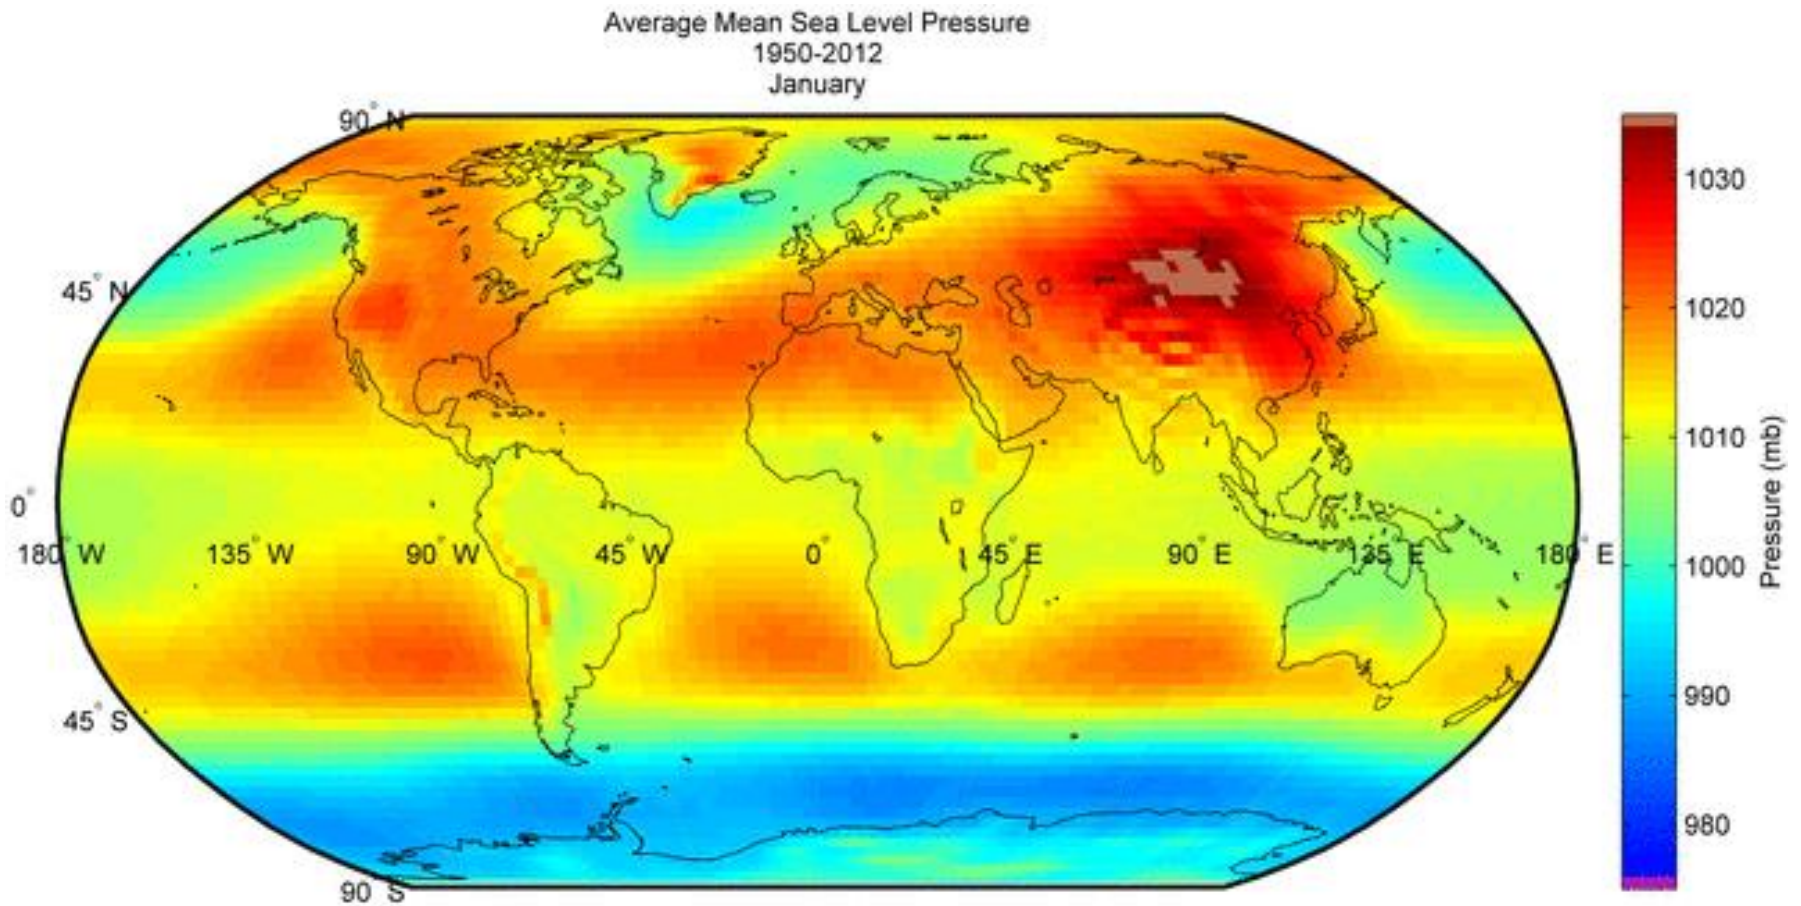 Average Mean Sea Level Pressure
1950-2012
January
90° N
45° N
0°
180° W
135° W
90° W
45° W
0°
45° E
90° E
135° E
180° E
45° S
90° S
1030
1020
1010
1000
990
980
Pressure (mb)